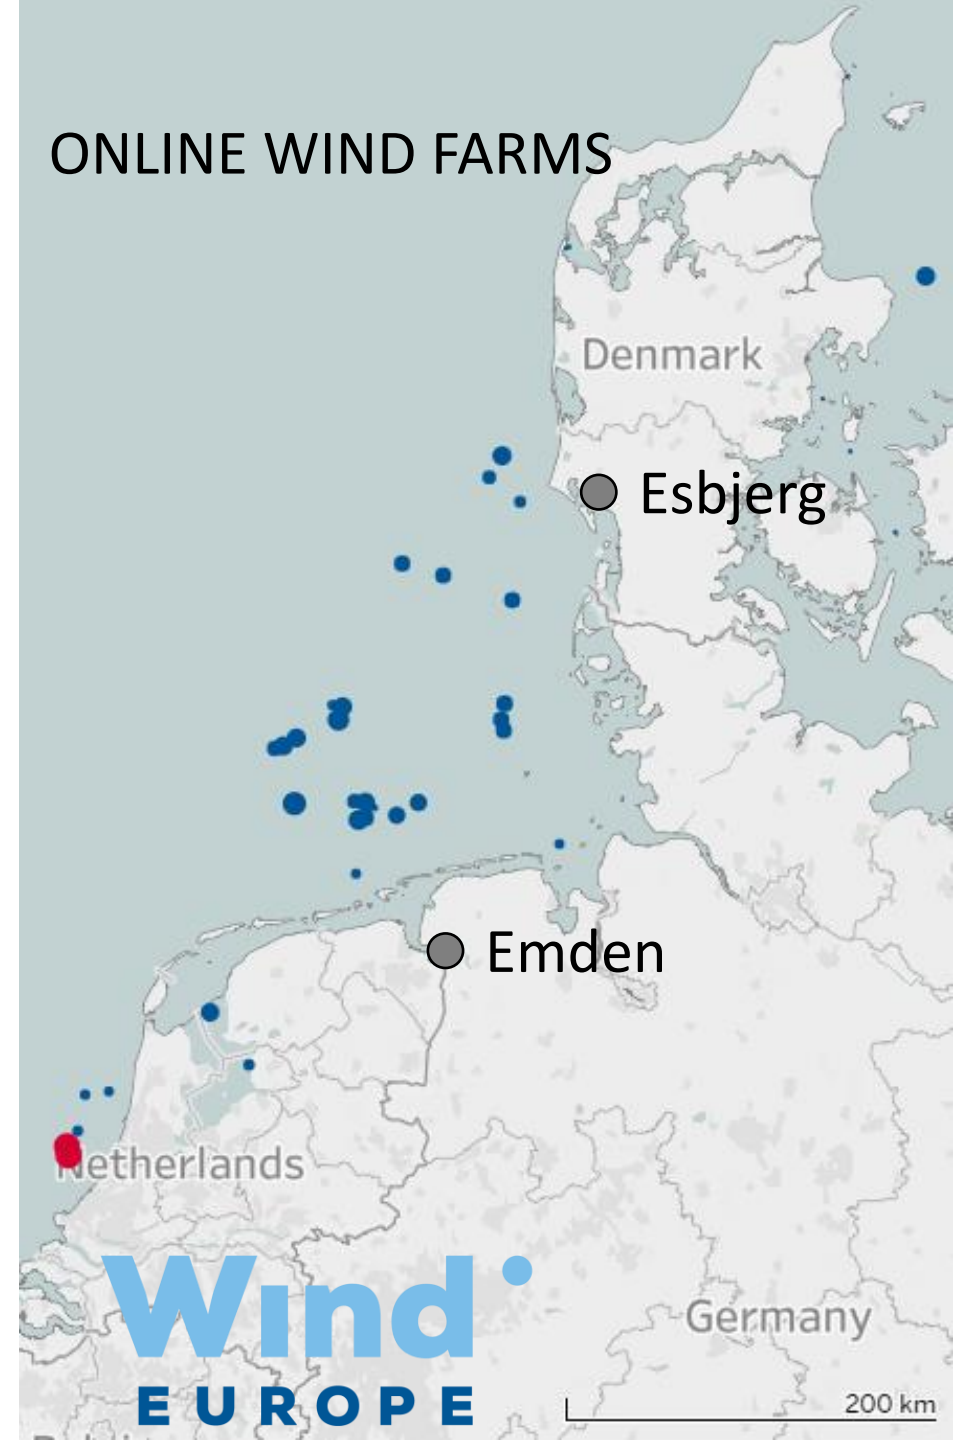 ONLINE WIND FARMS
Denmark
Esbjerg
Emden
Netherlands
Wind
EUROPE
Germany
200 km